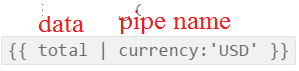 data pipe name
{{ total | currency:'USD' }}